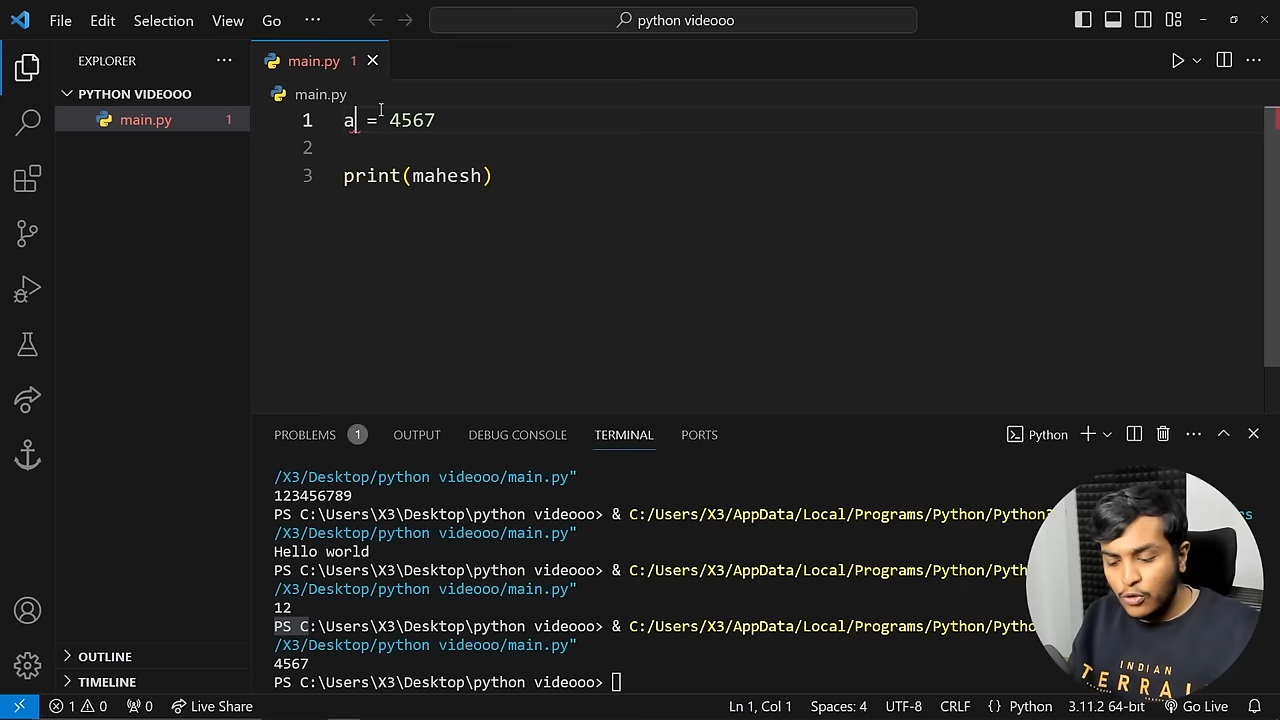 File Edit Selection View Go ··· python videooo
EXPLORER ··· main.py 1
PYTHON VIDEOOO
main.py 1
main.py
1 a = 4567
2
3 print(mahesh)
PROBLEMS 1 OUTPUT DEBUG CONSOLE TERMINAL PORTS Python
/X3/Desktop/python videooo/main.py"
123456789
PS C:\Users\X3\Desktop\python videooo> & C:/Users/X3/AppData/Local/Programs/Python/Python3
/X3/Desktop/python videooo/main.py"
Hello world
PS C:\Users\X3\Desktop\python videooo> & C:/Users/X3/AppData/Local/Programs/Python/Pyth
/X3/Desktop/python videooo/main.py"
12
PS C:\Users\X3\Desktop\python videooo> & C:/Users/X3/AppData/Local/Programs/Python/Pytho
/X3/Desktop/python videooo/main.py"
4567
PS C:\Users\X3\Desktop\python videooo>
INDIAN
TERRAI
OUTLINE
TIMELINE
1 0 0 Live Share Ln 1, Col 1 Spaces: 4 UTF-8 CRLF {} Python 3.11.2 64-bit Go Live